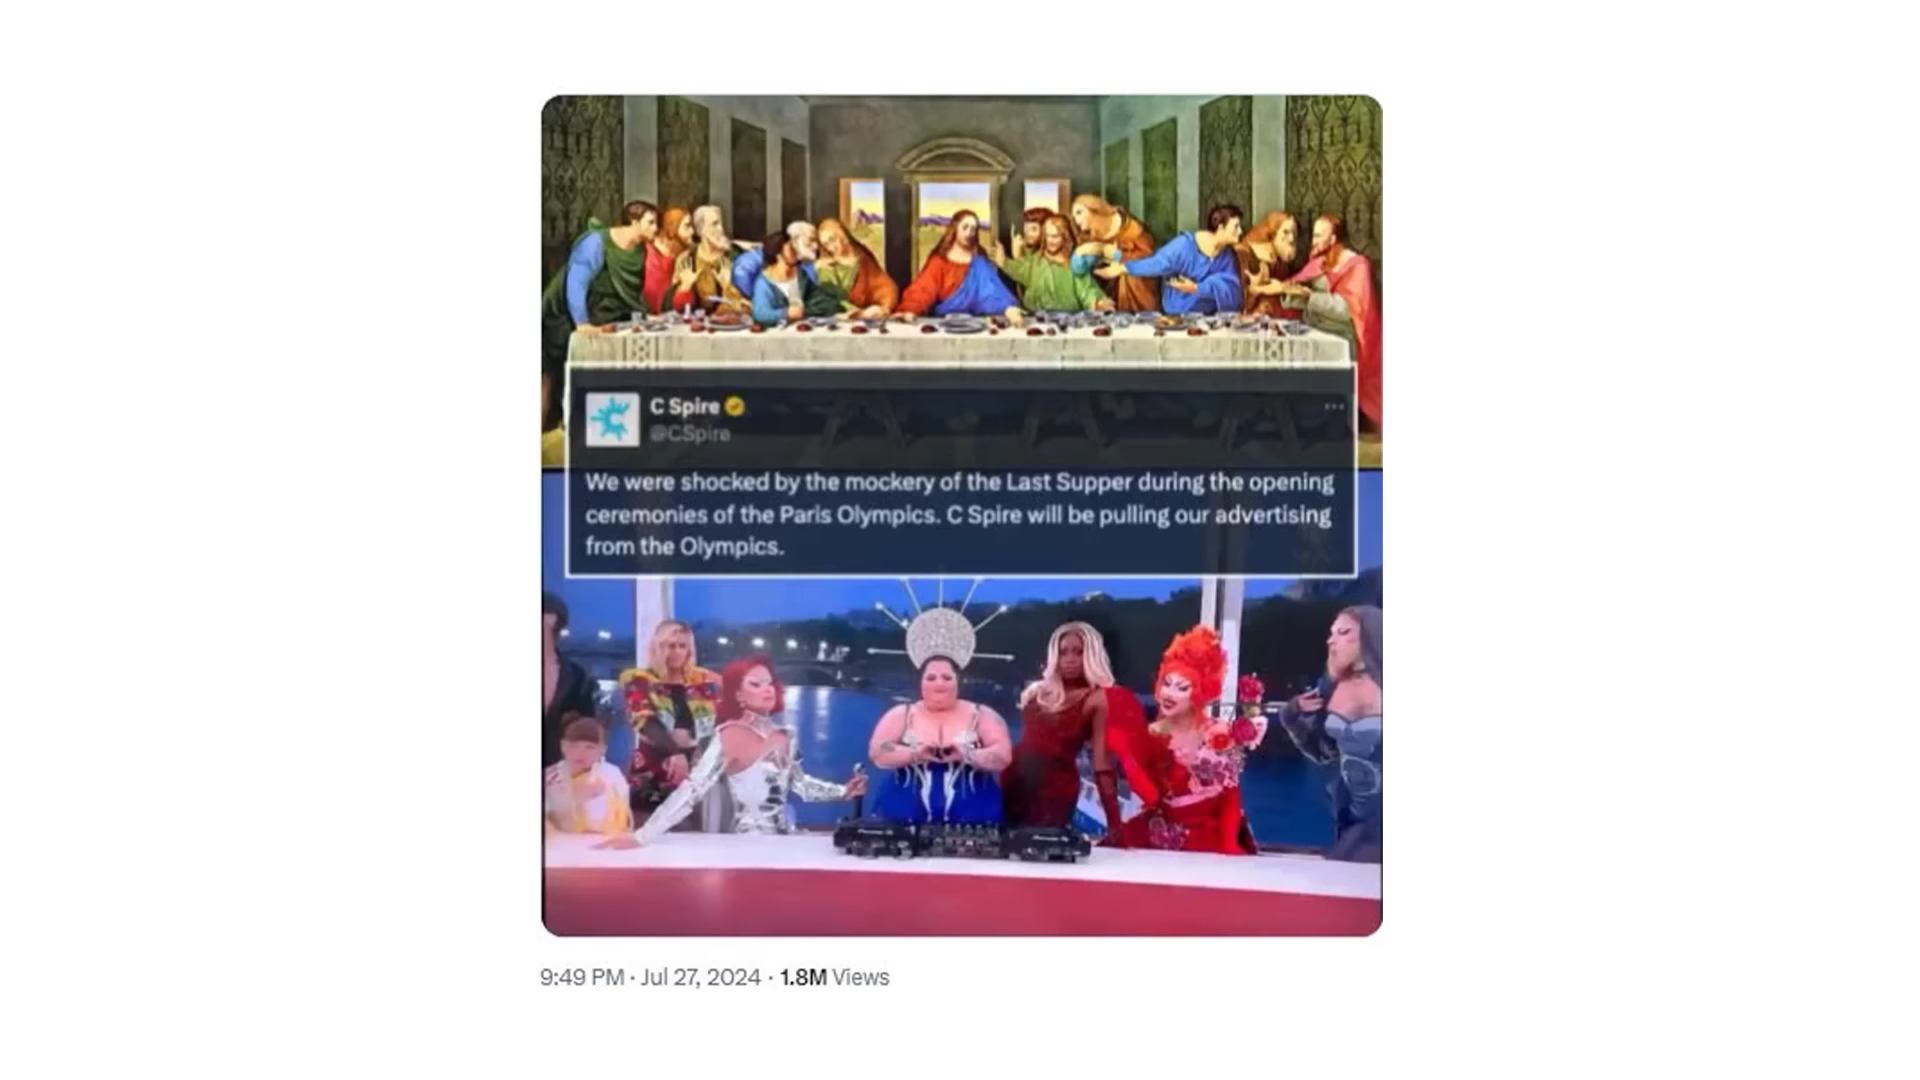 C Spire
@CSpire
We were shocked by the mockery of the Last Supper during the opening
ceremonies of the Paris Olympics. C Spire will be pulling our advertising
from the Olympics.
9:49 PM · Jul 27, 2024 · 1.8M Views